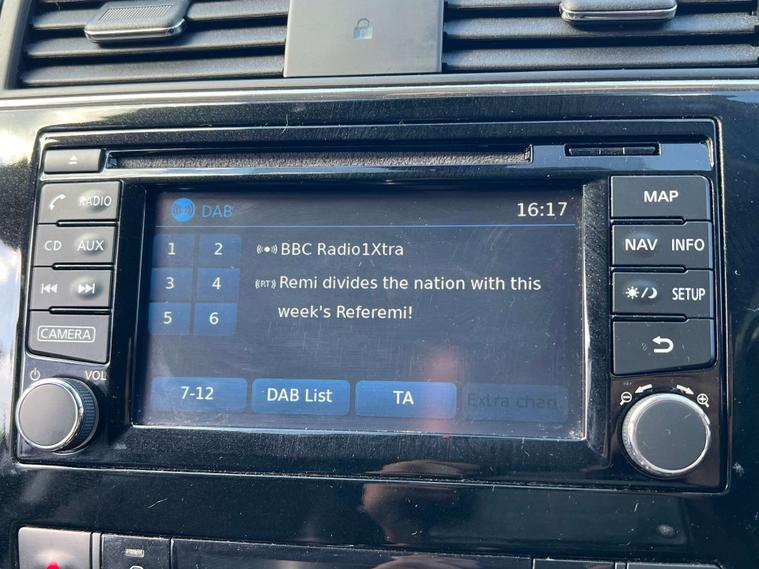 RADIO
CD AUX
CAMERA
VOL
DAB 16:17
1 2 BBC Radio1Xtra
3 4 (RT) Remi divides the nation with this
5 6 week's Referemi!
7-12 DAB List TA Extra chan.
MAP
NAV INFO
SETUP